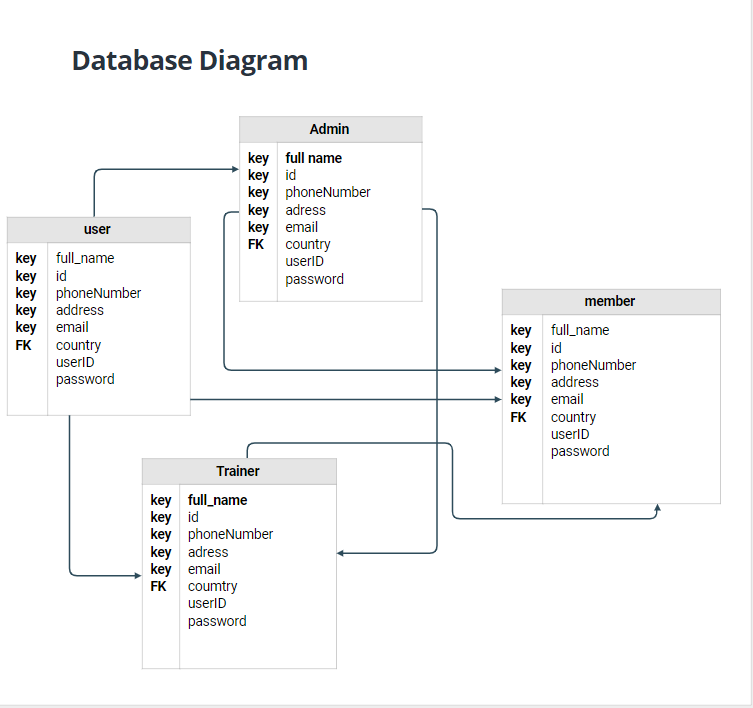 Database Diagram
Admin
key full name
key id
key phoneNumber
key adress
key email
FK country
userID
password
user
key full_name
key id
key phoneNumber
key address
key email
FK country
userID
password
member
key full_name
key id
key phoneNumber
key address
key email
FK country
userID
password
Trainer
key full_name
key id
key phoneNumber
key adress
key email
FK coumtry
userID
password